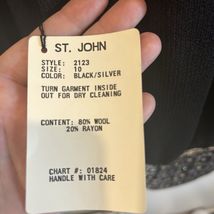 ST. JOHN
STYLE: 2123
SIZE: 10
COLOR: BLACK/SILVER
TURN GARMENT INSIDE
OUT FOR DRY CLEANING
CONTENT: 80% WOOL
20% RAYON
CHART #: 01824
HANDLE WITH CARE